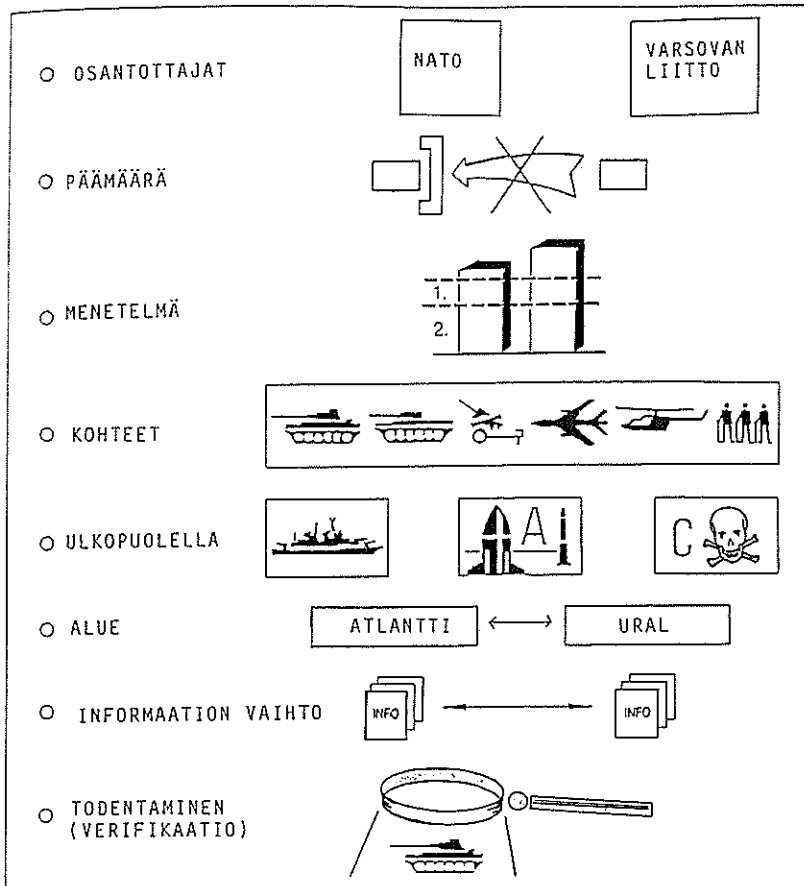 OSANTOTTAJAT
NATO
VARSOVAN
LIITTO
PÄÄMÄÄRÄ
MENETELMÄ
1.
2.
KOHTEET
ULKOPUOLELLA
A
C
ALUE
ATLANTTI
URAL
INFORMAATION VAIHTO
INFO
INFO
TODENTAMINEN
(VERIFIKAATIO)